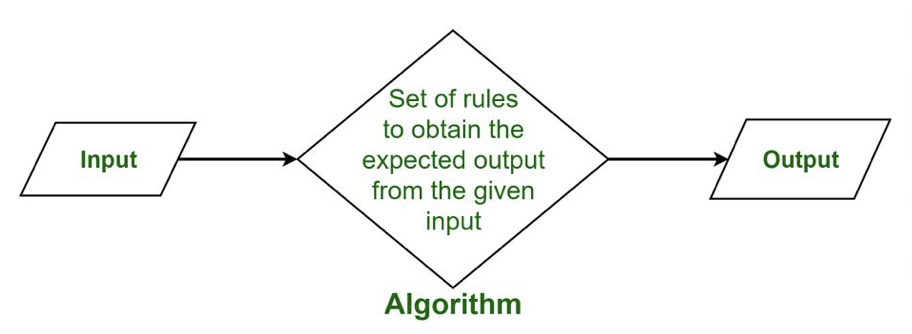 Input
Set of rules
to obtain the
expected output
from the given
input
Output
Algorithm